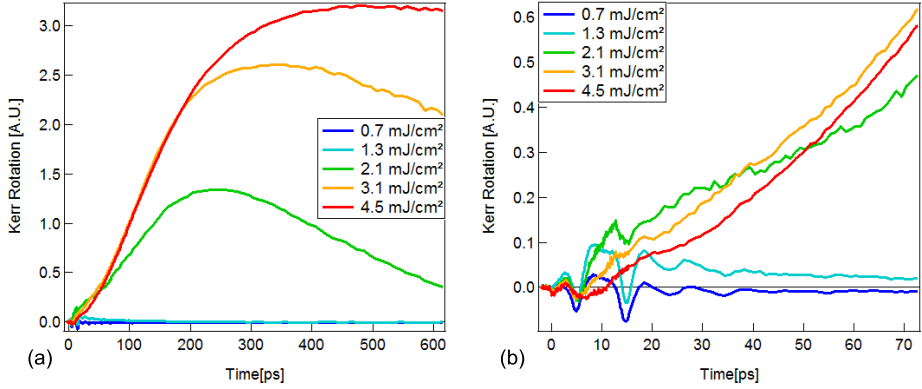 3.0
2.5
2.0
1.5
1.0
0.5
0.0
Kerr Rotation [A.U.]
0.7 mJ/cm²
1.3 mJ/cm²
2.1 mJ/cm²
3.1 mJ/cm²
4.5 mJ/cm²
0 100 200 300 400 500 600
Time[ps]
(a)
0.6
0.5
0.4
0.3
0.2
0.1
0.0
Kerr Rotation [A.U.]
0.7 mJ/cm²
1.3 mJ/cm²
2.1 mJ/cm²
3.1 mJ/cm²
4.5 mJ/cm²
0 10 20 30 40 50 60 70
Time[ps]
(b)